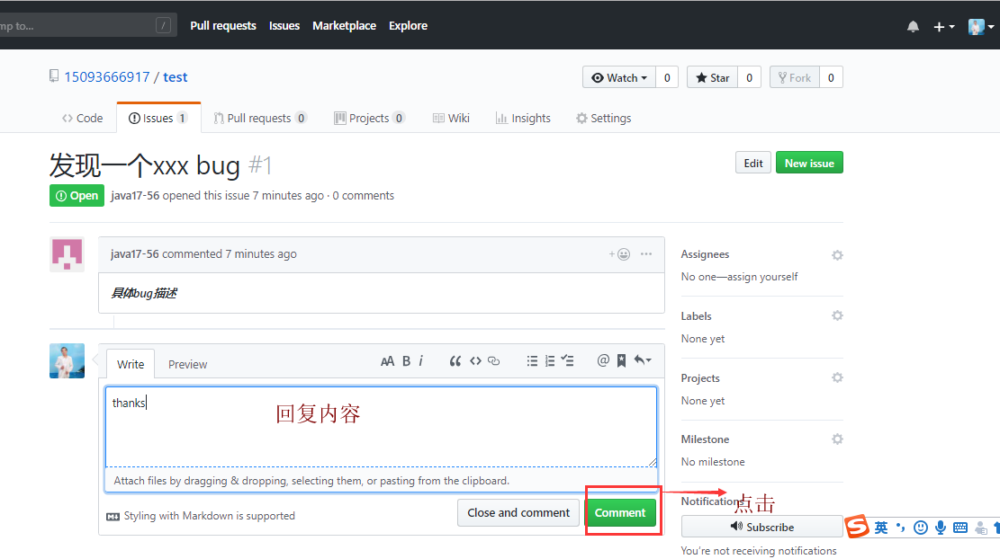 mp to... /
Pull requests Issues Marketplace Explore
15093666917 / test
Watch 0 Star 0 Fork 0
Code Issues 1 Pull requests 0 Projects 0 Wiki Insights Settings
发现一个xxx bug #1
Edit New issue
Open java17-56 opened this issue 7 minutes ago · 0 comments
java17-56 commented 7 minutes ago
具体bug描述
Assignees
No one—assign yourself
Labels
None yet
Projects
None yet
Milestone
No milestone
Notifications
Subscribe
You're not receiving notifications
Write Preview
AA B i
thanks
回复内容
Attach files by dragging & dropping, selecting them, or pasting from the clipboard.
Styling with Markdown is supported
Close and comment Comment
点击
英